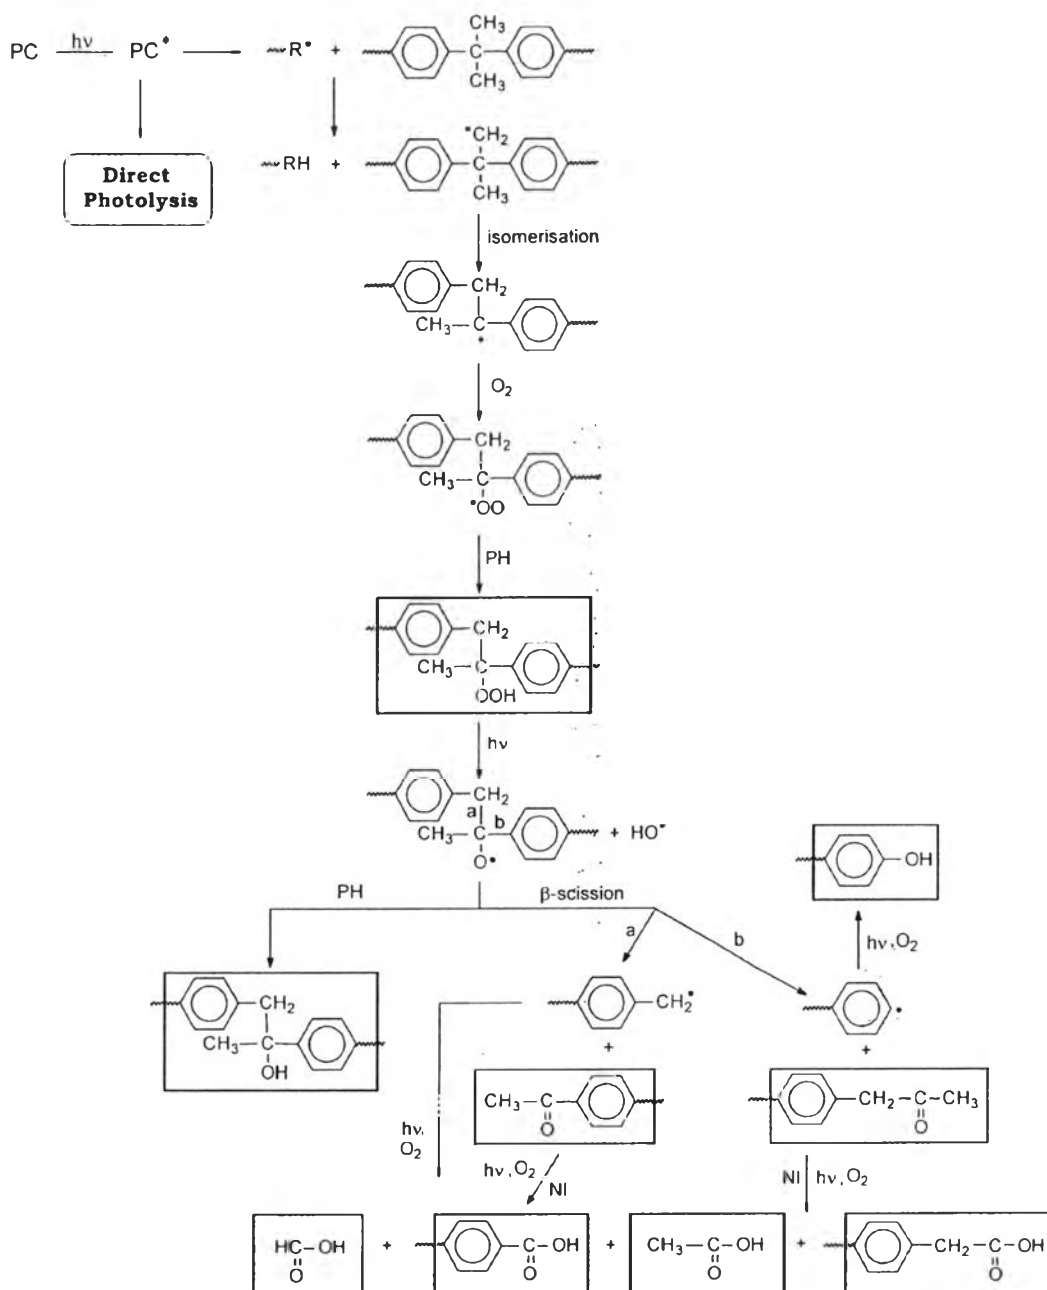 PC hν PC* ~R• + CH₃
C
CH₃
Direct
Photolysis
~RH + •CH₂
C
CH₃
isomerisation
CH₂
CH₃–C
•
O₂
CH₂
CH₃–C
•OO
PH
CH₂
CH₃–C
OOH
hν
CH₂
a
b
CH₃–C + HO•
O•
OH
hν, O₂
PH β-scission
a b
CH₂
CH₃–C
OH
CH₂•
•
+ +
CH₃–C
O
CH₂–C–CH₃
O
hν,
O₂
hν, O₂
NI
NI hν, O₂
HC–OH
O
+
C–OH
O
+
CH₃–C–OH
O
+
CH₂–C–OH
O